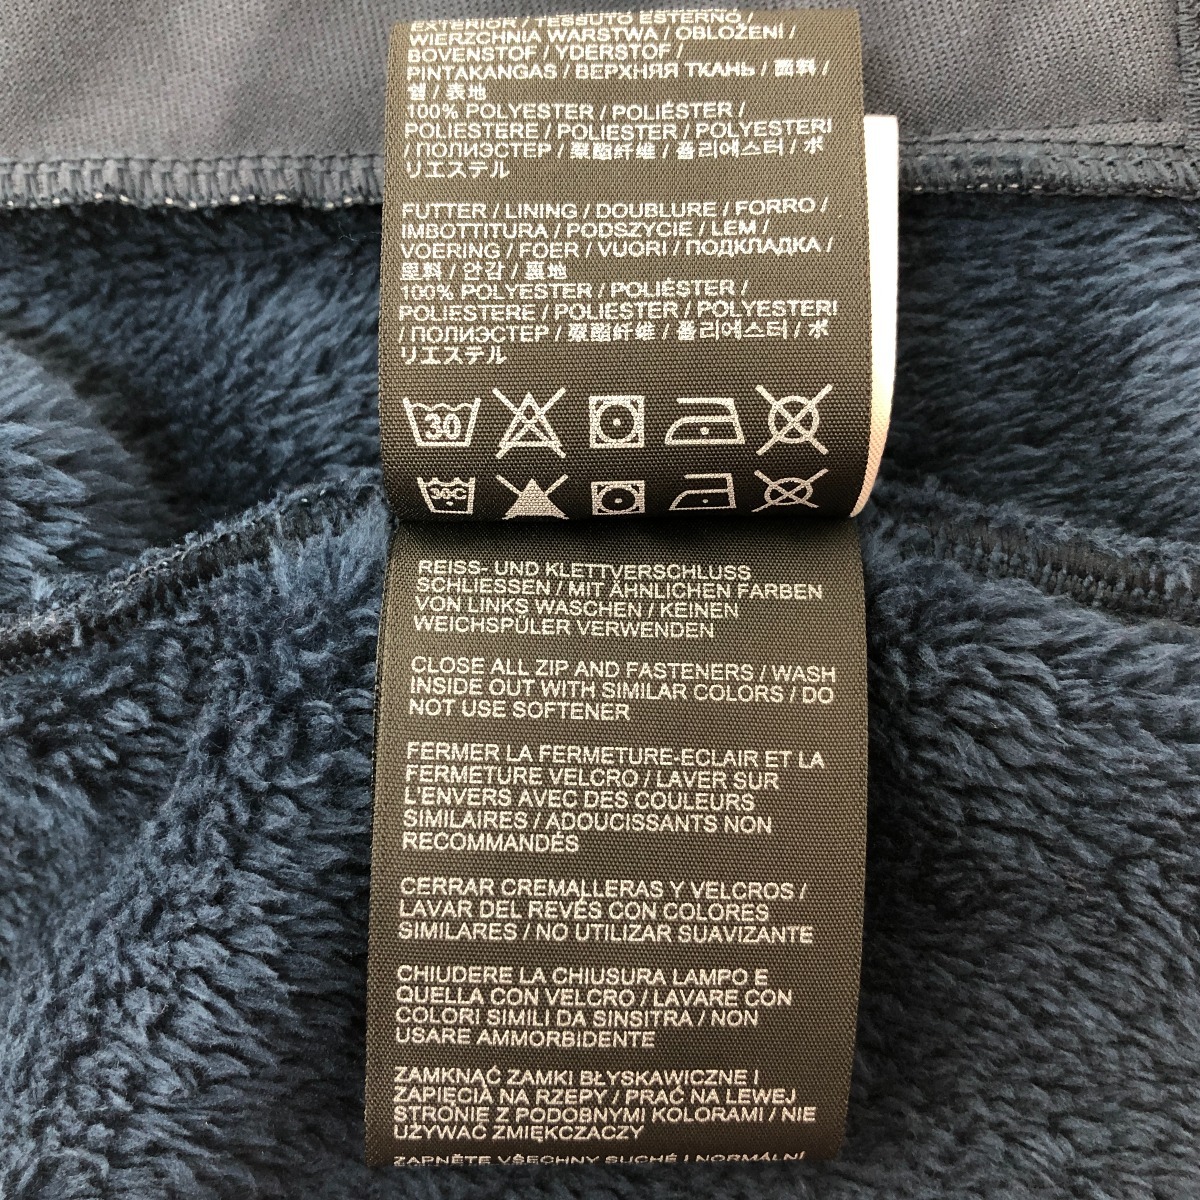 EXTERIOR / TESSUTO ESTERNO /
WIERZCHNIA WARSTWA / OBLOŽENÍ /
BOVENSTOF / YDERSTOF /
PINTAKANGAS / ВЕРХНЯЯ ТКАНЬ / 面料 /
겉 / 表地
100% POLYESTER / POLIÉSTER /
POLIESTERE / POLIESTER / POLYESTERI
/ ПОЛИЭСТЕР / 聚酯纤维 / 폴리에스터 / ポ
リエステル
FUTTER / LINING / DOUBLURE / FORRO /
IMBOTTITURA / PODSZYCIE / LEM /
VOERING / FOER / VUORI / ПОДКЛАДКА /
里料 / 안감 / 裏地
100% POLYESTER / POLIÉSTER /
POLIESTERE / POLIESTER / POLYESTERI
/ ПОЛИЭСТЕР / 聚酯纤维 / 폴리에스터 / ポ
リエステル
30
30C
REISS- UND KLETTVERSCHLUSS
SCHLIESSEN / MIT ÄHNLICHEN FARBEN
VON LINKS WASCHEN / KEINEN
WEICHSPÜLER VERWENDEN
CLOSE ALL ZIP AND FASTENERS / WASH
INSIDE OUT WITH SIMILAR COLORS / DO
NOT USE SOFTENER
FERMER LA FERMETURE-ECLAIR ET LA
FERMETURE VELCRO / LAVER SUR
L'ENVERS AVEC DES COULEURS
SIMILAIRES / ADOUCISSANTS NON
RECOMMANDÉS
CERRAR CREMALLERAS Y VELCROS /
LAVAR DEL REVÉS CON COLORES
SIMILARES / NO UTILIZAR SUAVIZANTE
CHIUDERE LA CHIUSURA LAMPO E
QUELLA CON VELCRO / LAVARE CON
COLORI SIMILI DA SINSITRA / NON
USARE AMMORBIDENTE
ZAMKNĄĆ ZAMKI BŁYSKAWICZNE I
ZAPIĘCIA NA RZEPY / PRAĆ NA LEWEJ
STRONIE Z PODOBNYMI KOLORAMI / NIE
UŻYWAĆ ZMIĘKCZACZY
ZAPNĚTE VŠECHNY SUCHÉ I NORMÁLNÍ